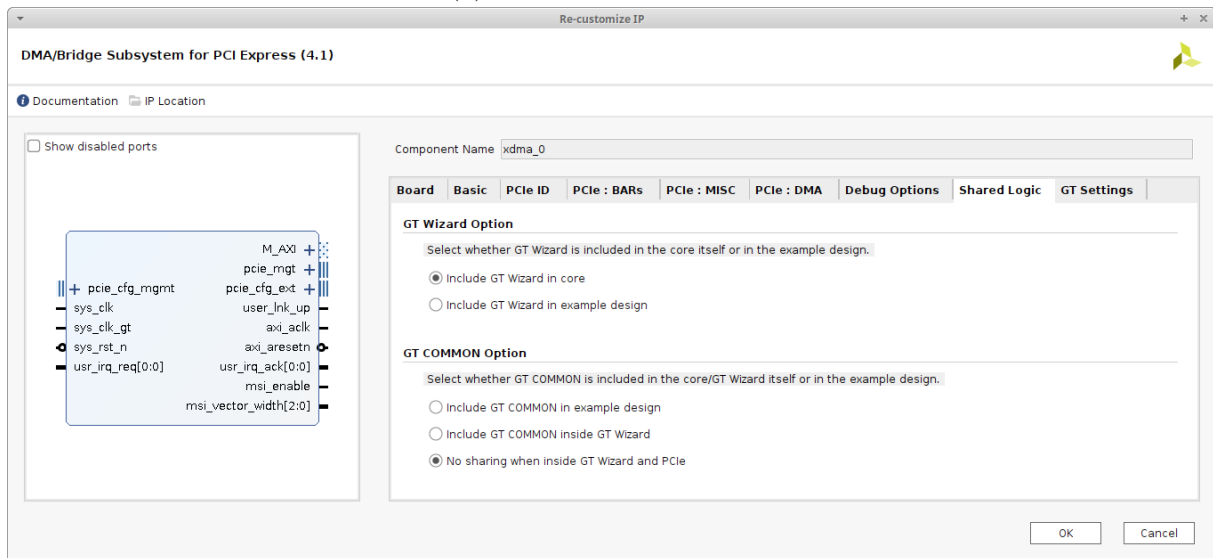 Re-customize IP
DMA/Bridge Subsystem for PCI Express (4.1)
Documentation IP Location
Show disabled ports
M_AXI
pcie_mgt
pcie_cfg_mgmt pcie_cfg_ext
sys_clk user_lnk_up
sys_clk_gt axi_aclk
sys_rst_n axi_aresetn
usr_irq_req[0:0] usr_irq_ack[0:0]
msi_enable
msi_vector_width[2:0]
Component Name xdma_0
Board Basic PCIe ID PCIe : BARs PCIe : MISC PCIe : DMA Debug Options Shared Logic GT Settings
GT Wizard Option
Select whether GT Wizard is included in the core itself or in the example design.
Include GT Wizard in core
Include GT Wizard in example design
GT COMMON Option
Select whether GT COMMON is included in the core/GT Wizard itself or in the example design.
Include GT COMMON in example design
Include GT COMMON inside GT Wizard
No sharing when inside GT Wizard and PCIe
OK Cancel